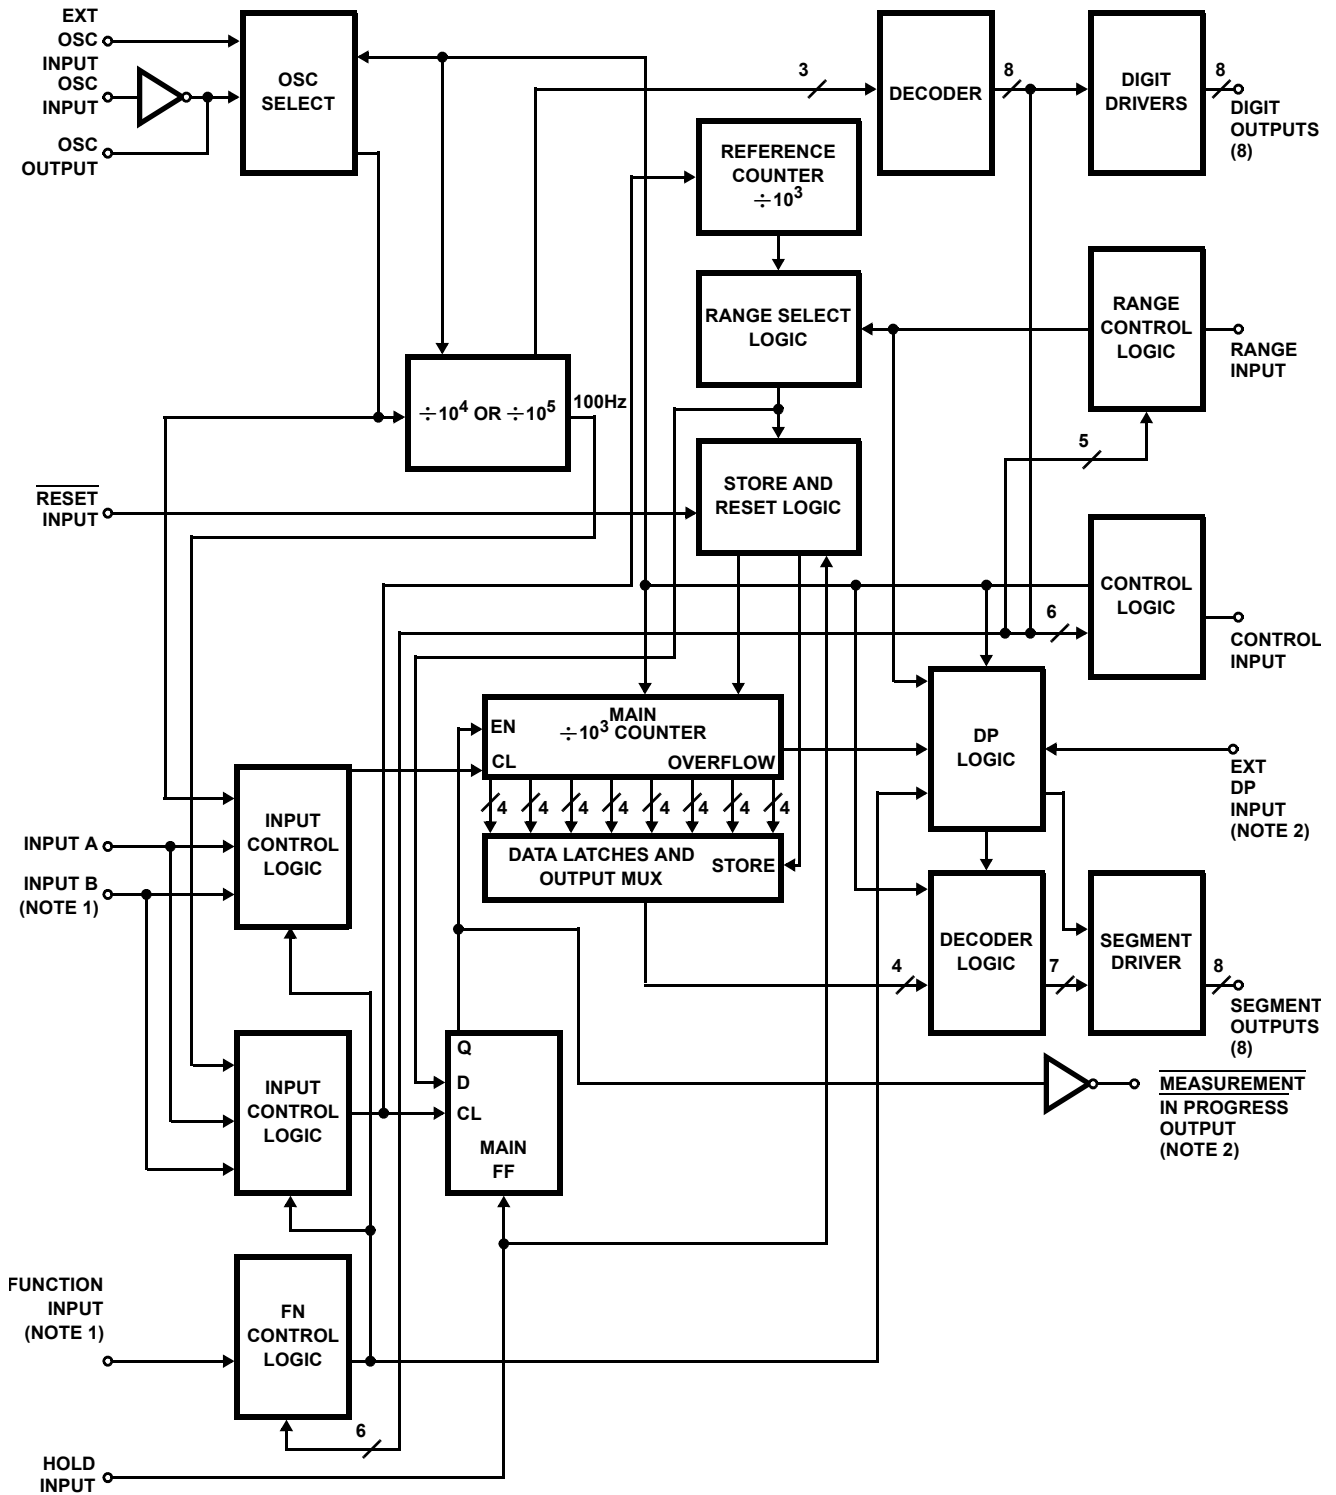 EXT
OSC
INPUT
OSC
INPUT
OSC
OUTPUT
OSC
SELECT
3
DECODER
8
DIGIT
DRIVERS
8
DIGIT
OUTPUTS
(8)
REFERENCE
COUNTER
÷10³
RANGE SELECT
LOGIC
RANGE
CONTROL
LOGIC
RANGE
INPUT
÷10⁴ OR ÷10⁵
100Hz
5
RESET
INPUT
STORE AND
RESET LOGIC
CONTROL
LOGIC
6
CONTROL
INPUT
MAIN
÷10³ COUNTER
EN
CL
OVERFLOW
DP
LOGIC
EXT
DP
INPUT
(NOTE 2)
4
4
4
4
4
4
4
4
INPUT
CONTROL
LOGIC
INPUT A
INPUT B
(NOTE 1)
DATA LATCHES AND
OUTPUT MUX
STORE
4
DECODER
LOGIC
7
SEGMENT
DRIVER
8
SEGMENT
OUTPUTS
(8)
INPUT
CONTROL
LOGIC
Q
D
CL
MAIN
FF
MEASUREMENT
IN PROGRESS
OUTPUT
(NOTE 2)
FUNCTION
INPUT
(NOTE 1)
FN
CONTROL
LOGIC
6
HOLD
INPUT